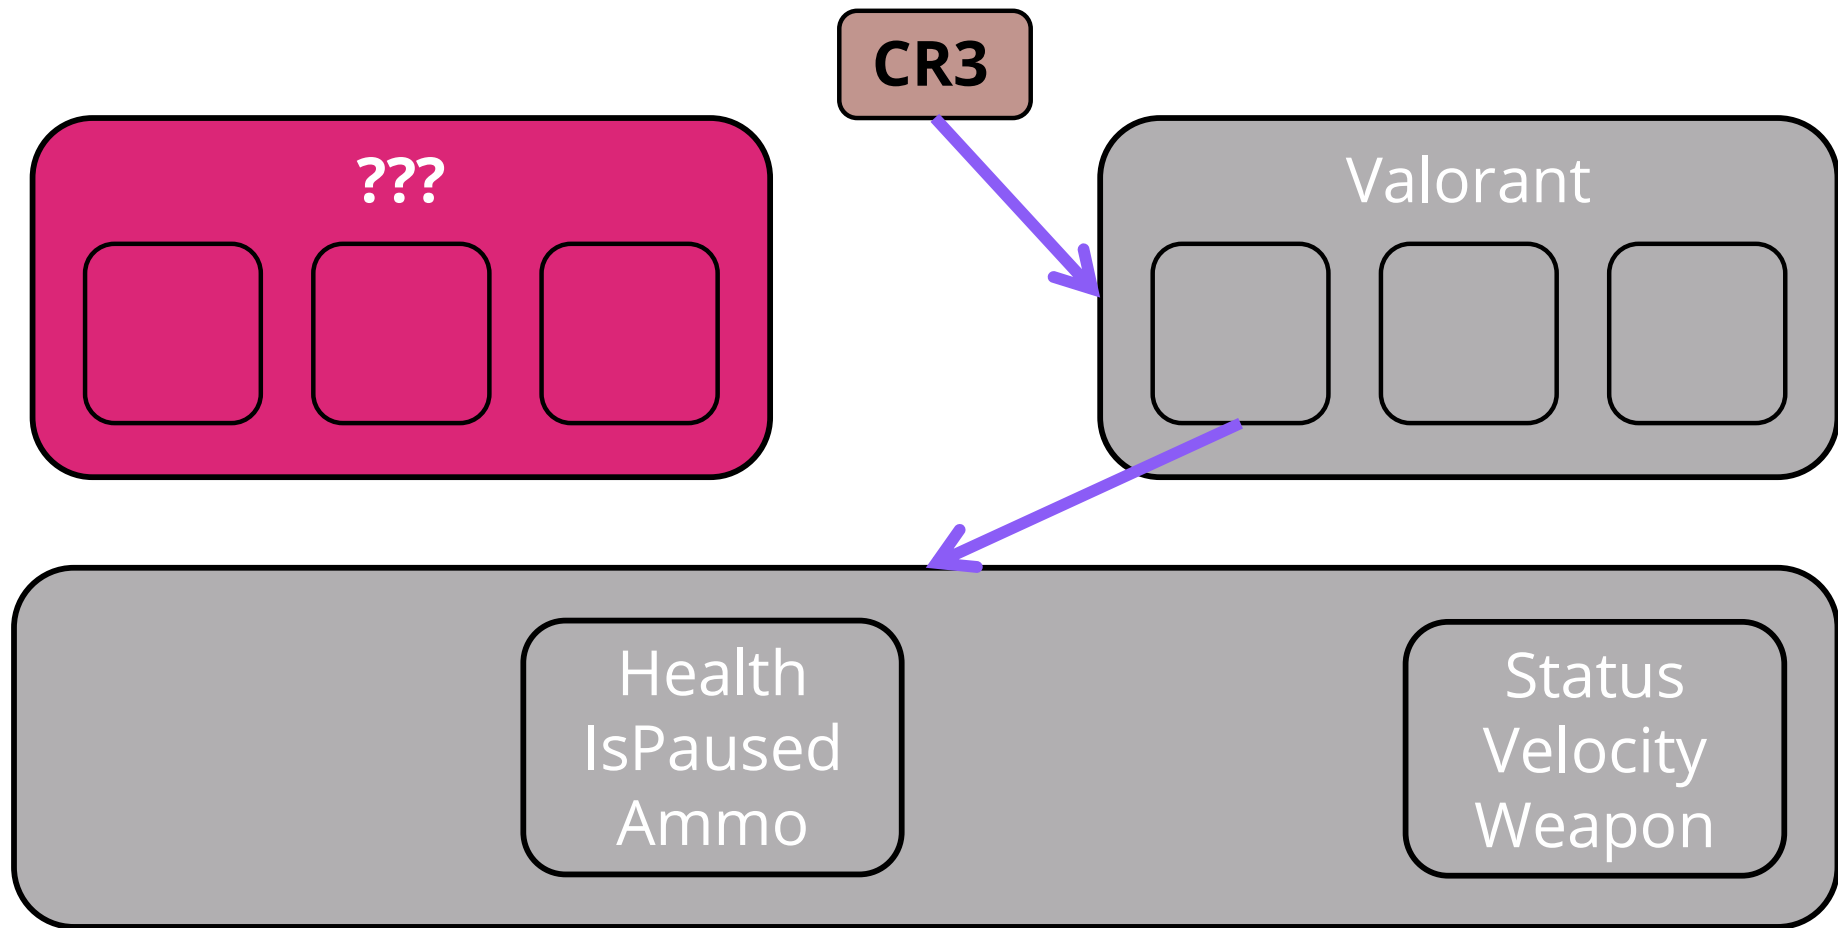 CR3
???
Valorant
Health
IsPaused
Ammo
Status
Velocity
Weapon